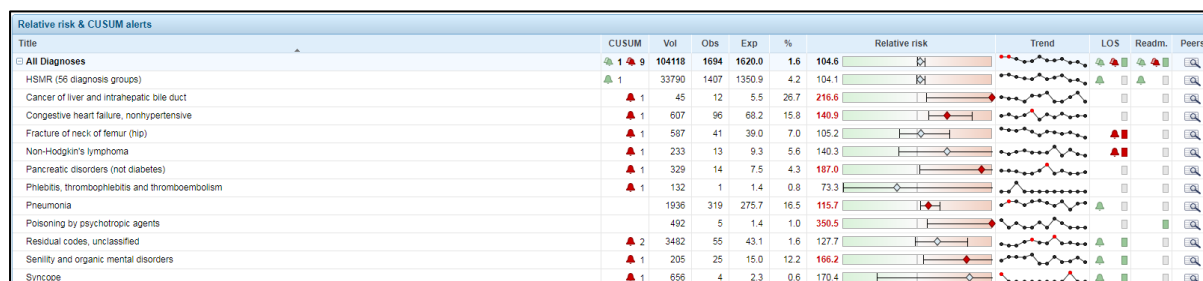 Relative risk & CUSUM alerts
Title CUSUM Vol Obs Exp % Relative risk Trend LOS Readm. Peers
All Diagnoses 1 9 104118 1694 1620.0 1.6 104.6
HSMR (56 diagnosis groups) 1 33790 1407 1350.9 4.2 104.1
Cancer of liver and intrahepatic bile duct 1 45 12 5.5 26.7 216.6
Congestive heart failure, nonhypertensive 1 607 96 68.2 15.8 140.9
Fracture of neck of femur (hip) 1 587 41 39.0 7.0 105.2
Non-Hodgkin's lymphoma 1 233 13 9.3 5.6 140.3
Pancreatic disorders (not diabetes) 1 329 14 7.5 4.3 187.0
Phlebitis, thrombophlebitis and thromboembolism 1 132 1 1.4 0.8 73.3
Pneumonia 1936 319 275.7 16.5 115.7
Poisoning by psychotropic agents 492 5 1.4 1.0 350.5
Residual codes, unclassified 2 3482 55 43.1 1.6 127.7
Senility and organic mental disorders 1 205 25 15.0 12.2 166.2
Syncope 1 656 4 2.3 0.6 170.4